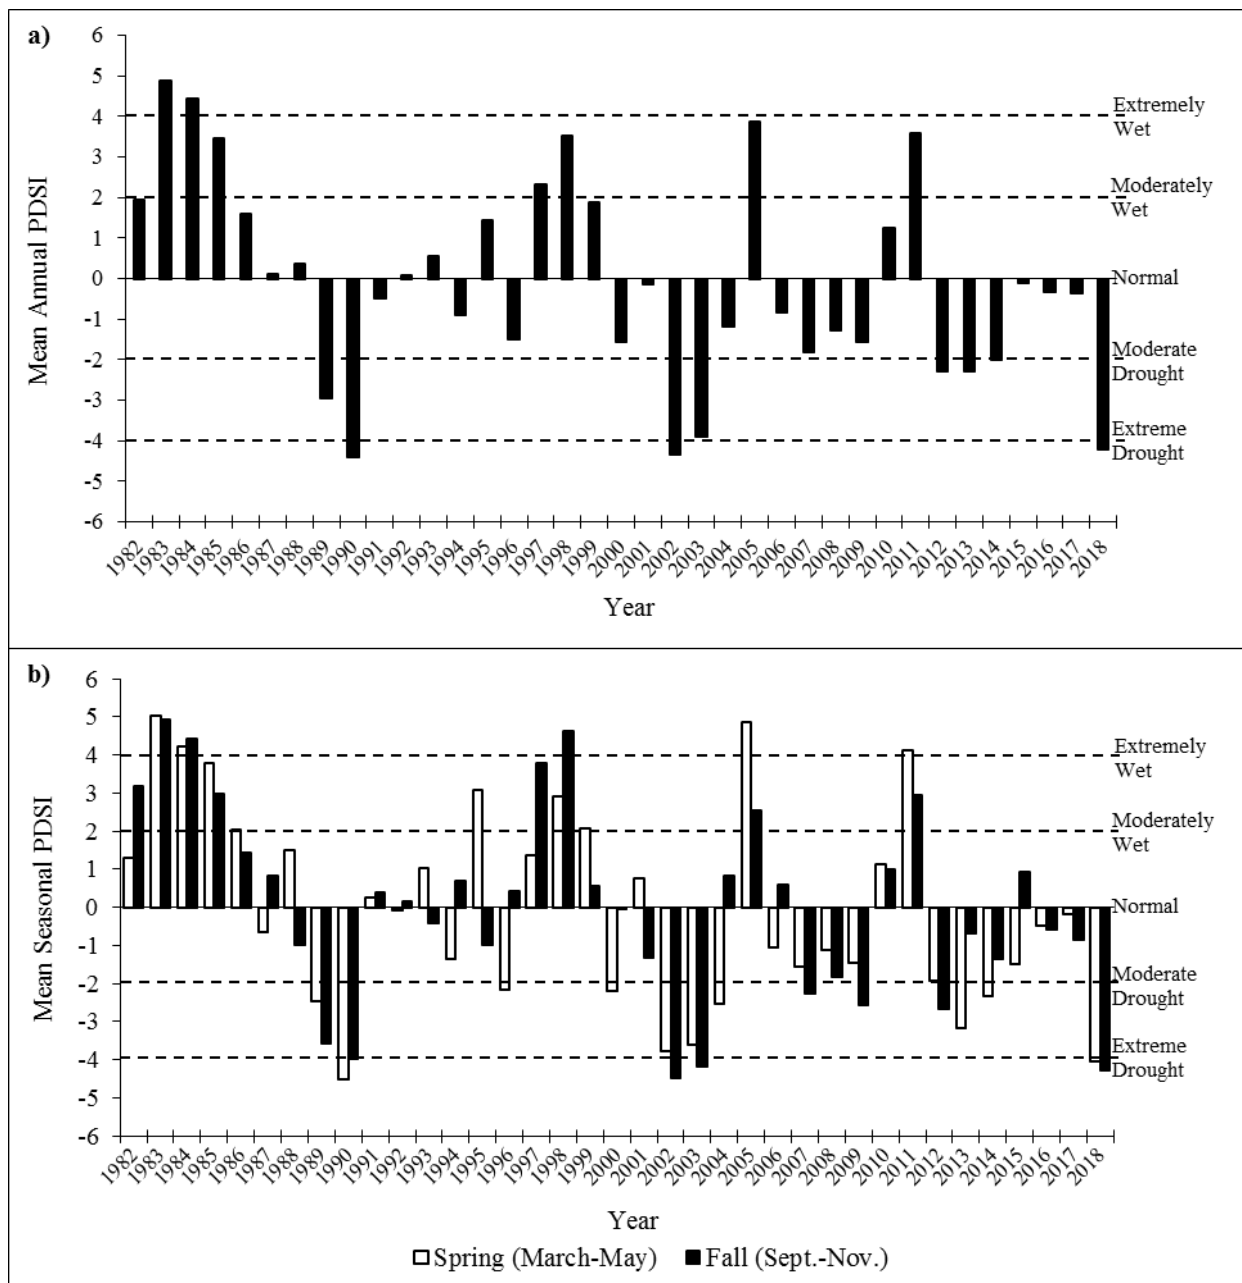 a)
6
5
4
3
2
1
0
-1
-2
-3
-4
-5
-6
Mean Annual PDSI
Extremely
Wet
Moderately
Wet
Normal
Moderate
Drought
Extreme
Drought
1982 1983 1984 1985 1986 1987 1988 1989 1990 1991 1992 1993 1994 1995 1996 1997 1998 1999 2000 2001 2002 2003 2004 2005 2006 2007 2008 2009 2010 2011 2012 2013 2014 2015 2016 2017 2018
Year
b)
6
5
4
3
2
1
0
-1
-2
-3
-4
-5
-6
Mean Seasonal PDSI
Extremely
Wet
Moderately
Wet
Normal
Moderate
Drought
Extreme
Drought
1982 1983 1984 1985 1986 1987 1988 1989 1990 1991 1992 1993 1994 1995 1996 1997 1998 1999 2000 2001 2002 2003 2004 2005 2006 2007 2008 2009 2010 2011 2012 2013 2014 2015 2016 2017 2018
Year
Spring (March-May) Fall (Sept.-Nov.)